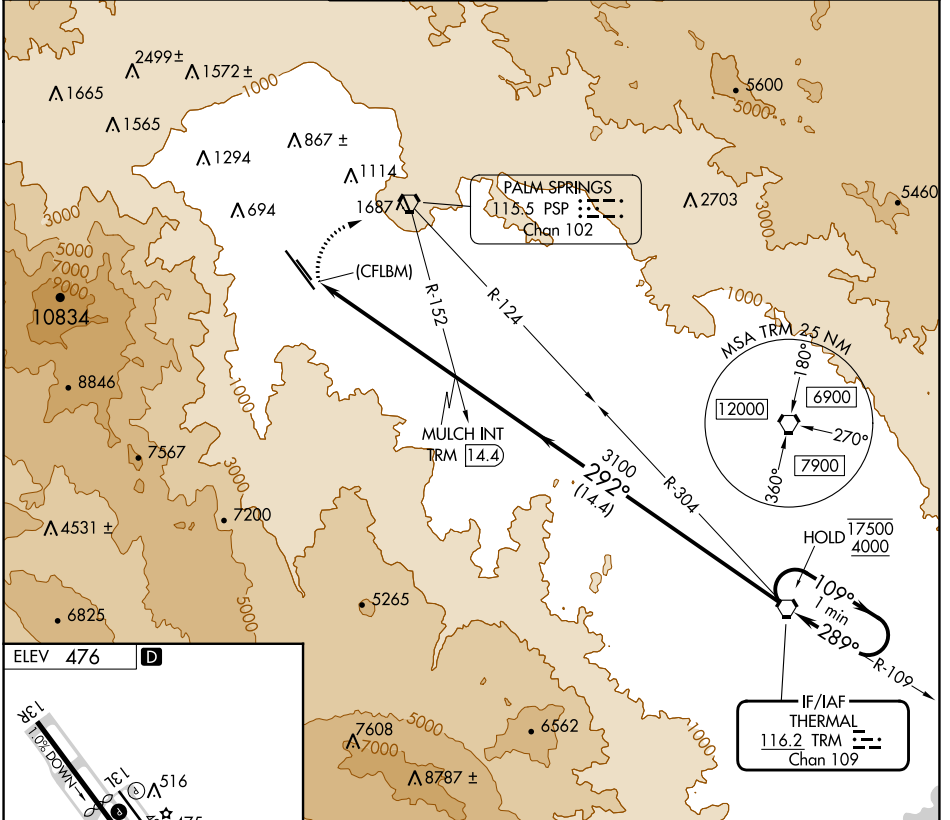 2499 ±
1572 ±
1665
1000
5600
5000
1565
867 ±
1294
1114
PALM SPRINGS
115.5 PSP
Chan 102
2703
5460
3000
3000
694
1687
5000
7000
9000
(CFLBM)
10834
R-152
R-124
1000
MSA TRM 25 NM
180°
6900
12000
270°
7900
360°
8846
1000
MULCH INT
TRM 14.4
7567
3100
292°
(14.4)
R-304
3000
7200
4531 ±
HOLD 17500
4000
109°
1 min
289°
R-109
5265
6825
5000
ELEV 476 D
IF/IAF
THERMAL
116.2 TRM
Chan 109
13R
1.0% DOWN
13L
P
516
P
5000
7608
7000
6562
1000
8787 ±